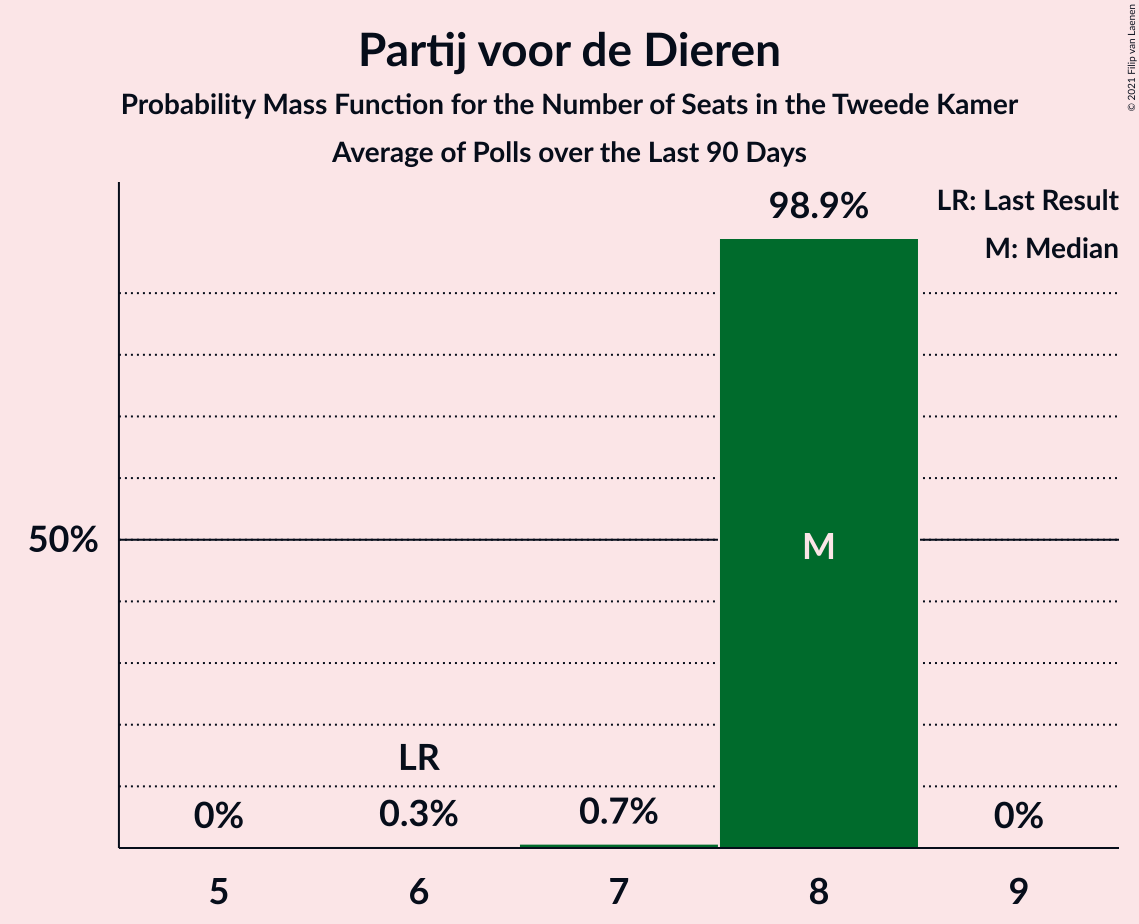 Partij voor de Dieren
Probability Mass Function for the Number of Seats in the Tweede Kamer
Average of Polls over the Last 90 Days
© 2021 Filip van Laenen
LR: Last Result
M: Median
98.9%
50%
M
LR
0%
0.3%
0.7%
0%
5
6
7
8
9